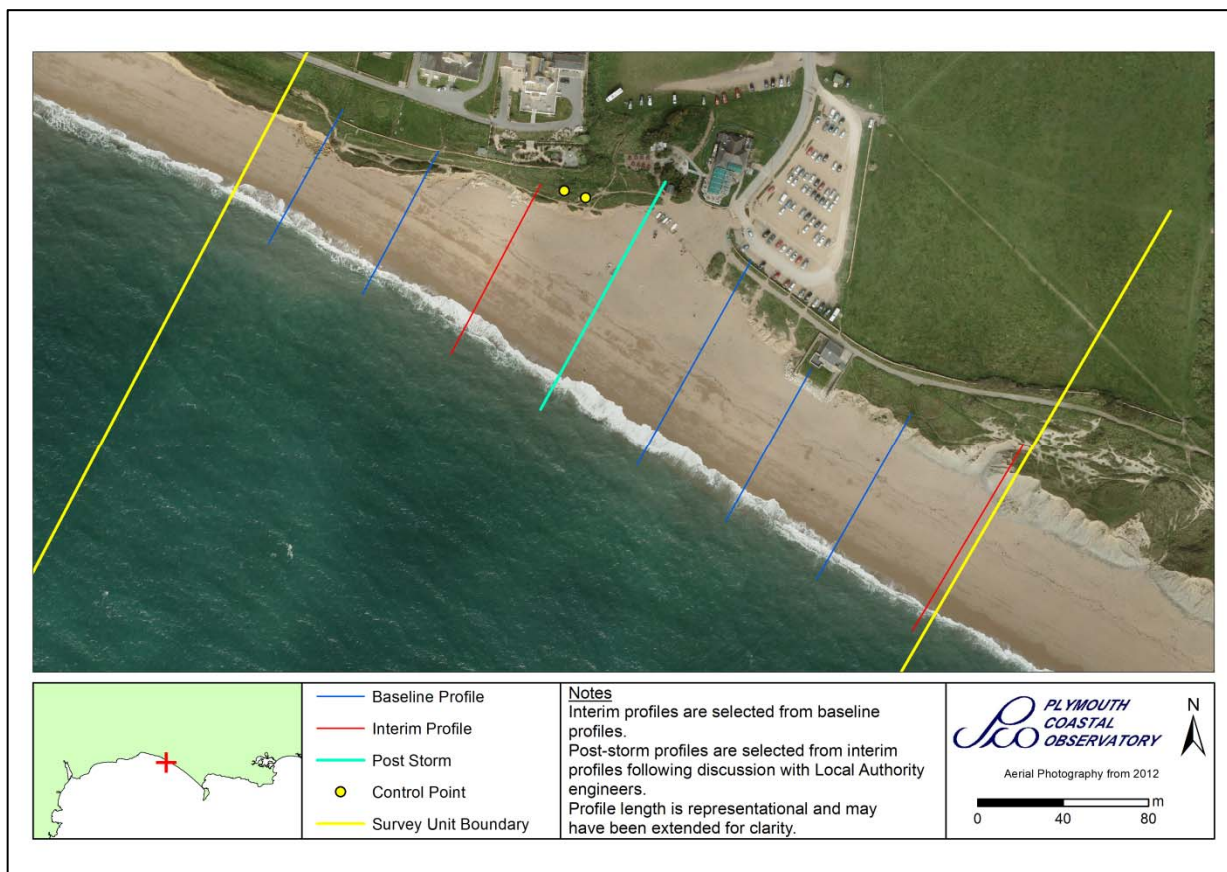 Baseline Profile
Interim Profile
Post Storm
Control Point
Survey Unit Boundary
Notes
Interim profiles are selected from baseline
profiles.
Post-storm profiles are selected from interim
profiles following discussion with Local Authority
engineers.
Profile length is representational and may
have been extended for clarity.
PLYMOUTH
COASTAL
OBSERVATORY
N
Aerial Photography from 2012
m
0 40 80